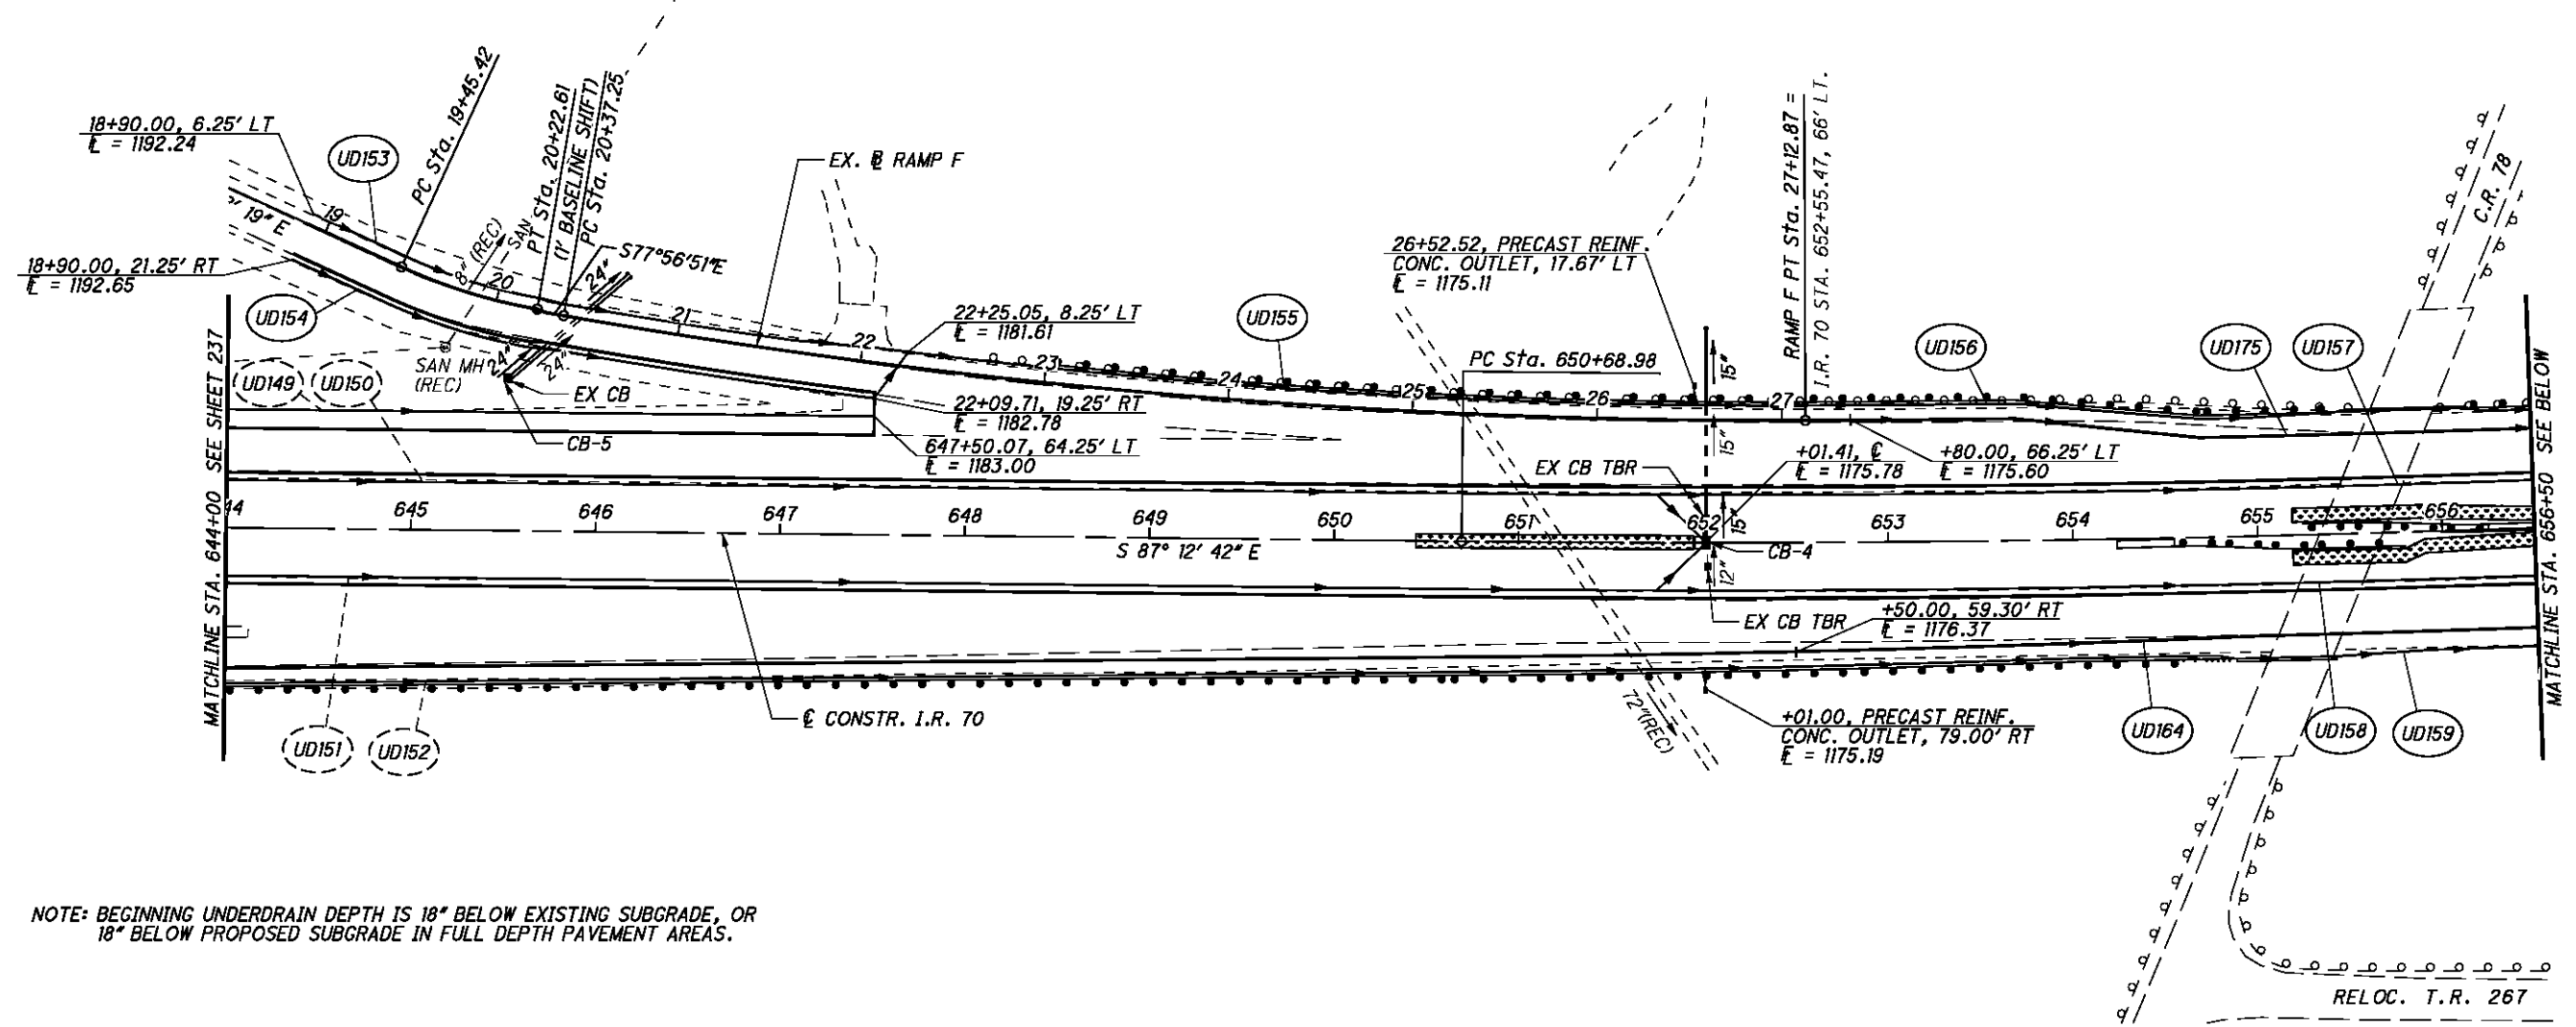 18+90.00, 6.25' LT
℄ = 1192.24
UD153
PC Sta. 19+45.42
PT Sta. 20+22.61
(1' BASELINE SHIFT)
PC Sta. 20+37.25
EX. ℄ RAMP F
19
' 19" E
18+90.00, 21.25' RT
℄ = 1192.65
UD154
8" (REC)
SAN
20
S77°56'51"E
24"
21
22
22+25.05, 8.25' LT
℄ = 1181.61
UD155
26+52.52, PRECAST REINF.
CONC. OUTLET, 17.67' LT
℄ = 1175.11
RAMP F PT Sta. 27+12.87 =
I.R. 70 STA. 652+55.47, 66' LT.
15"
UD156
UD175
UD157
C.R. 78
SAN MH
(REC)
24"
24"
EX CB
CB-5
UD149
UD150
23
24
25
26
27
PC Sta. 650+68.98
22+09.71, 19.25' RT
℄ = 1182.78
647+50.07, 64.25' LT
℄ = 1183.00
15"
EX CB TBR
+01.41, ℄
℄ = 1175.78
+80.00, 66.25' LT
℄ = 1175.60
MATCHLINE STA. 644+00 SEE SHEET 237
44
645
646
647
648
649
650
651
652
653
654
655
656
15"
S 87° 12' 42" E
CB-4
12"
EX CB TBR
+50.00, 59.30' RT
℄ = 1176.37
MATCHLINE STA. 656+50 SEE BELOW
UD151
UD152
℄ CONSTR. I.R. 70
72"(REC)
+01.00, PRECAST REINF.
CONC. OUTLET, 79.00' RT
℄ = 1175.19
UD164
UD158
UD159
NOTE: BEGINNING UNDERDRAIN DEPTH IS 18" BELOW EXISTING SUBGRADE, OR
18" BELOW PROPOSED SUBGRADE IN FULL DEPTH PAVEMENT AREAS.
RELOC. T.R. 267